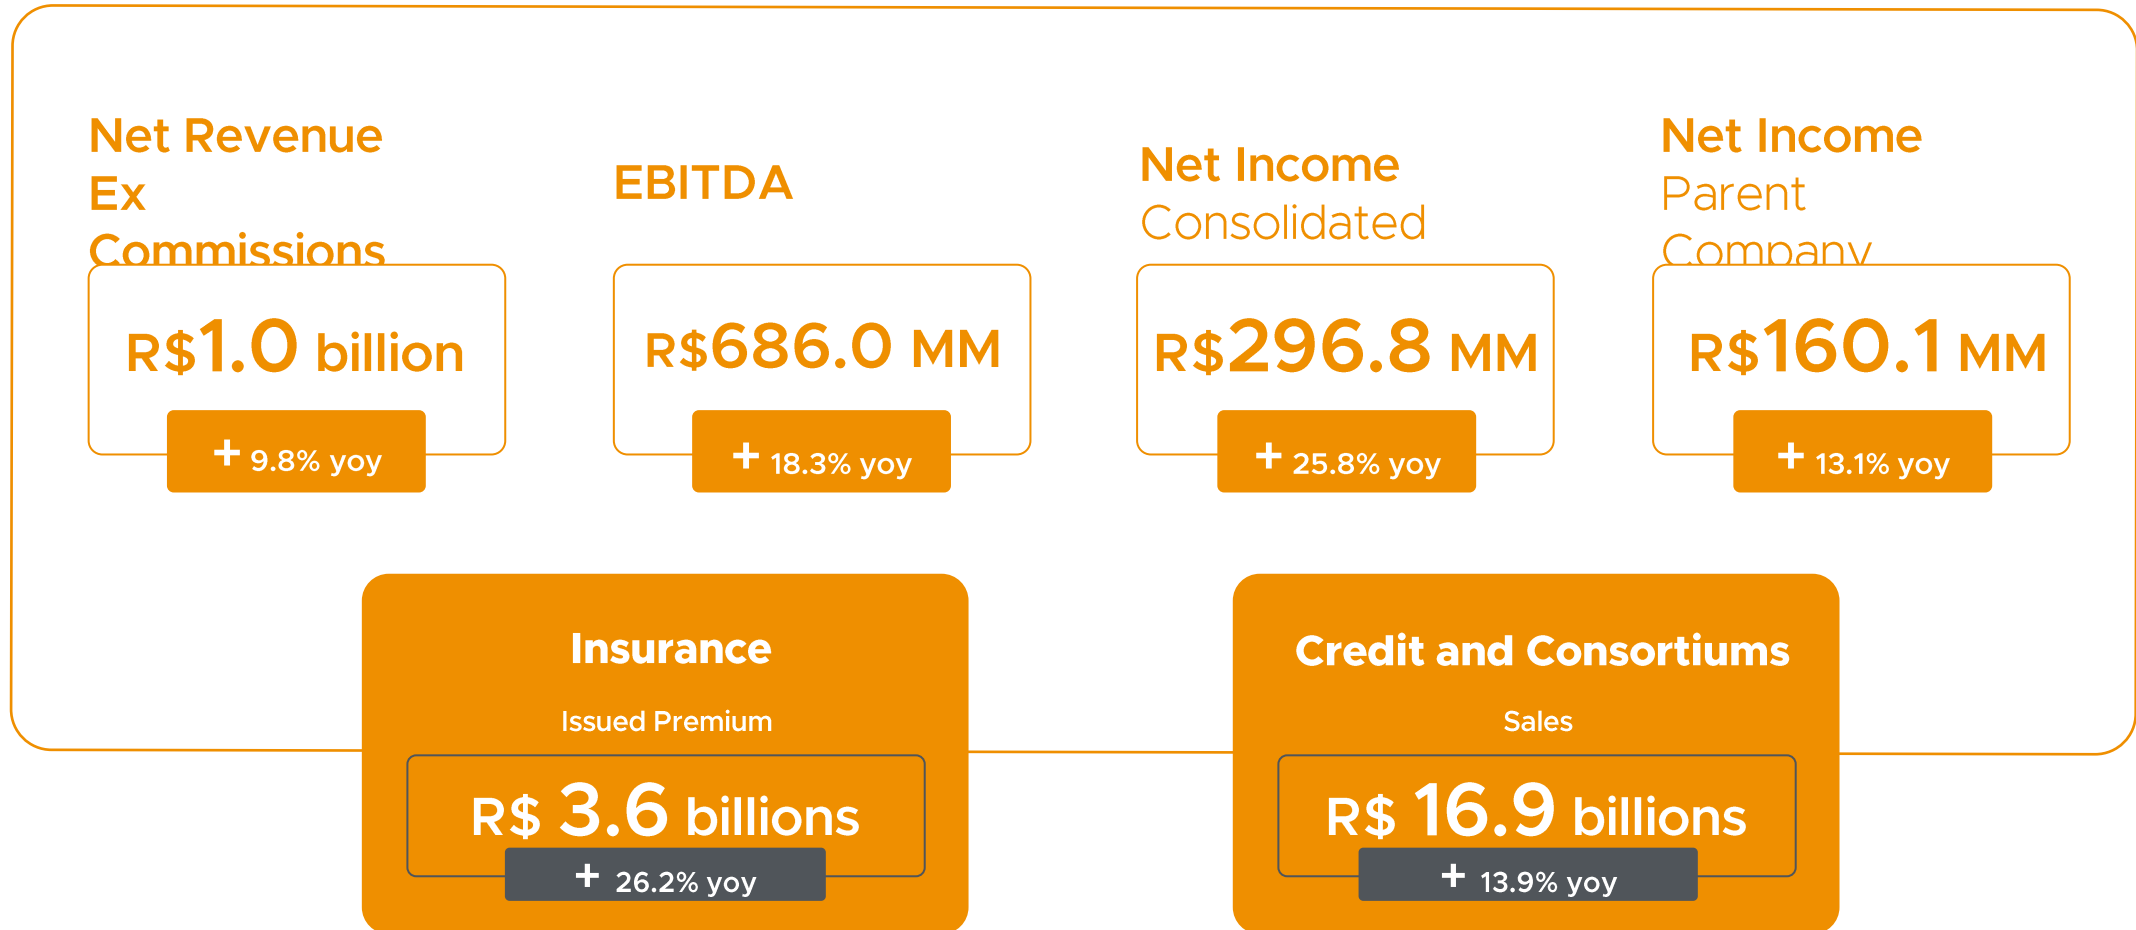 Net Revenue
Ex
Commissions
R$1.0 billion
+ 9.8% yoy
EBITDA
R$686.0 MM
+ 18.3% yoy
Net Income
Consolidated
R$296.8 MM
+ 25.8% yoy
Net Income
Parent
Company
R$160.1 MM
+ 13.1% yoy
Insurance
Issued Premium
R$ 3.6 billions
+ 26.2% yoy
Credit and Consortiums
Sales
R$ 16.9 billions
+ 13.9% yoy